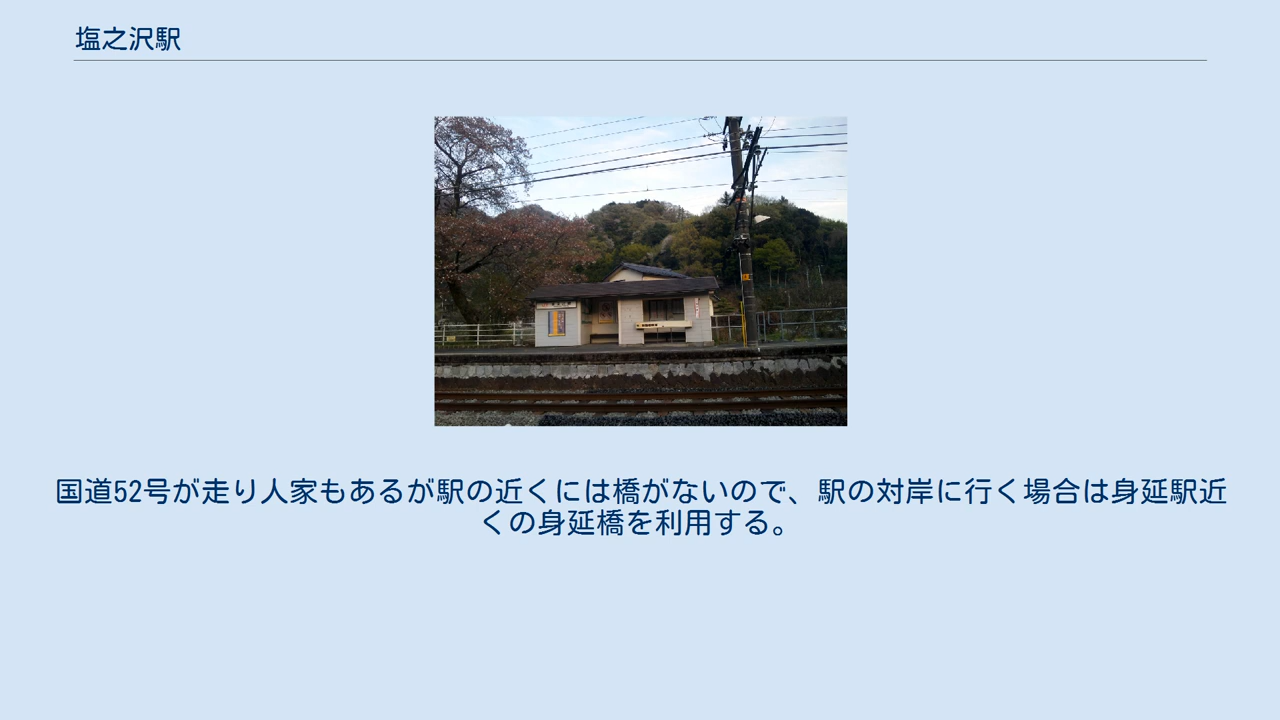 塩之沢駅
国道52号が走り人家もあるが駅の近くには橋がないので、駅の対岸に行く場合は身延駅近
くの身延橋を利用する。